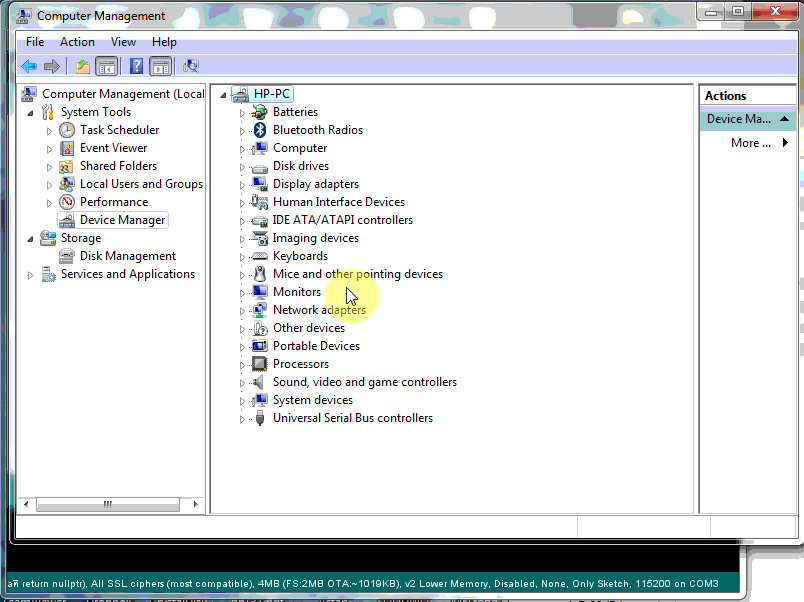 Computer Management
File Action View Help
Computer Management (Local
System Tools
Task Scheduler
Event Viewer
Shared Folders
Local Users and Groups
Performance
Device Manager
Storage
Disk Management
Services and Applications
HP-PC
Batteries
Bluetooth Radios
Computer
Disk drives
Display adapters
Human Interface Devices
IDE ATA/ATAPI controllers
Imaging devices
Keyboards
Mice and other pointing devices
Monitors
Network adapters
Other devices
Portable Devices
Processors
Sound, video and game controllers
System devices
Universal Serial Bus controllers
Actions
Device Ma...
More ...
return nullptr), All SSL ciphers (most compatible), 4MB (FS:2MB OTA:~1019KB), v2 Lower Memory, Disabled, None, Only Sketch, 115200 on COM3